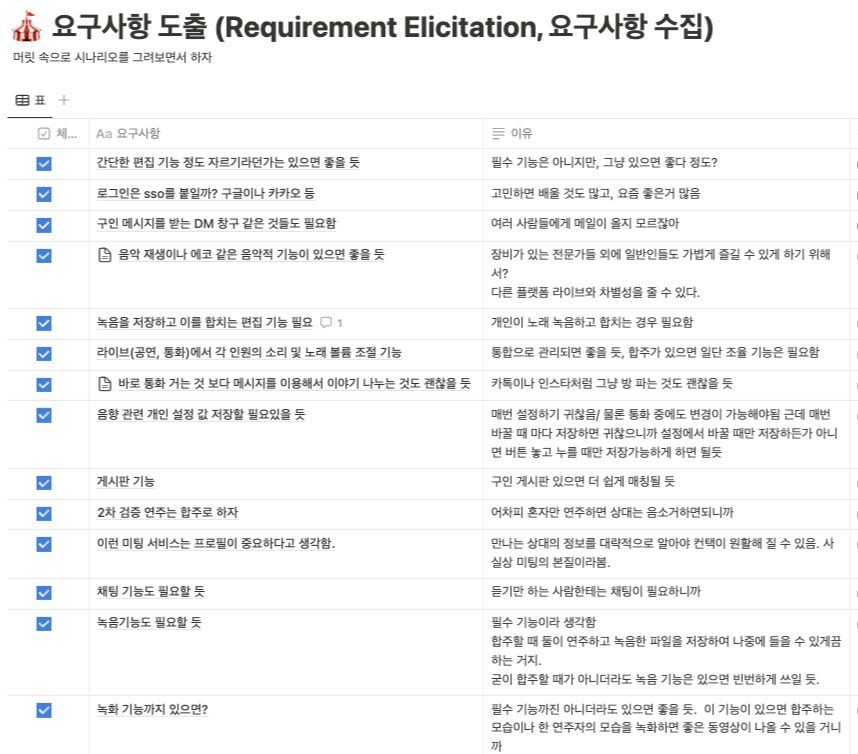 요구사항 도출 (Requirement Elicitation, 요구사항 수집)
머릿 속으로 시나리오를 그려보면서 하자
표
체...
Aa 요구사항
이유
간단한 편집 기능 정도 자르기라던가는 있으면 좋을 듯
필수 기능은 아니지만, 그냥 있으면 좋다 정도?
로그인은 sso를 붙일까? 구글이나 카카오 등
고민하면 배울 것도 많고, 요즘 좋은거 많음
구인 메시지를 받는 DM 창구 같은 것들도 필요함
여러 사람들에게 메일이 올지 모르잖아
음악 재생이나 에코 같은 음악적 기능이 있으면 좋을 듯
장비가 있는 전문가들 외에 일반인들도 가볍게 즐길 수 있게 하기 위해
서?
다른 플랫폼 라이브와 차별성을 줄 수 있다.
녹음을 저장하고 이를 합치는 편집 기능 필요 1
개인이 노래 녹음하고 합치는 경우 필요함
라이브(공연, 통화)에서 각 인원의 소리 및 노래 볼륨 조절 기능
통합으로 관리되면 좋을 듯, 합주가 있으면 일단 조율 기능은 필요함
바로 통화 거는 것 보다 메시지를 이용해서 이야기 나누는 것도 괜찮을 듯
카톡이나 인스타처럼 그냥 방 파는 것도 괜찮을 듯
음향 관련 개인 설정 값 저장할 필요있을 듯
매번 설정하기 귀찮음/ 물론 통화 중에도 변경이 가능해야됨 근데 매번
바꿀 때 마다 저장하면 귀찮으니까 설정에서 바꿀 때만 저장하든가 아니
면 버튼 놓고 누를 때만 저장가능하게 하면 될듯
게시판 기능
구인 게시판 있으면 더 쉽게 매칭될 듯
2차 검증 연주는 합주로 하자
어차피 혼자만 연주하면 상대는 음소거하면되니까
이런 미팅 서비스는 프로필이 중요하다고 생각함.
만나는 상대의 정보를 대략적으로 알아야 컨택이 원활해 질 수 있음. 사
실상 미팅의 본질이라봄.
채팅 기능도 필요할 듯
듣기만 하는 사람한테는 채팅이 필요하니까
녹음기능도 필요할 듯
필수 기능이라 생각함
합주할 때 둘이 연주하고 녹음한 파일을 저장하여 나중에 들을 수 있게끔
하는 거지.
굳이 합주할 때가 아니더라도 녹음 기능은 있으면 빈번하게 쓰일 듯.
녹화 기능까지 있으면?
필수 기능까진 아니더라도 있으면 좋을 듯. 이 기능이 있으면 합주하는
모습이나 한 연주자의 모습을 녹화하면 좋은 동영상이 나올 수 있을 거니
까